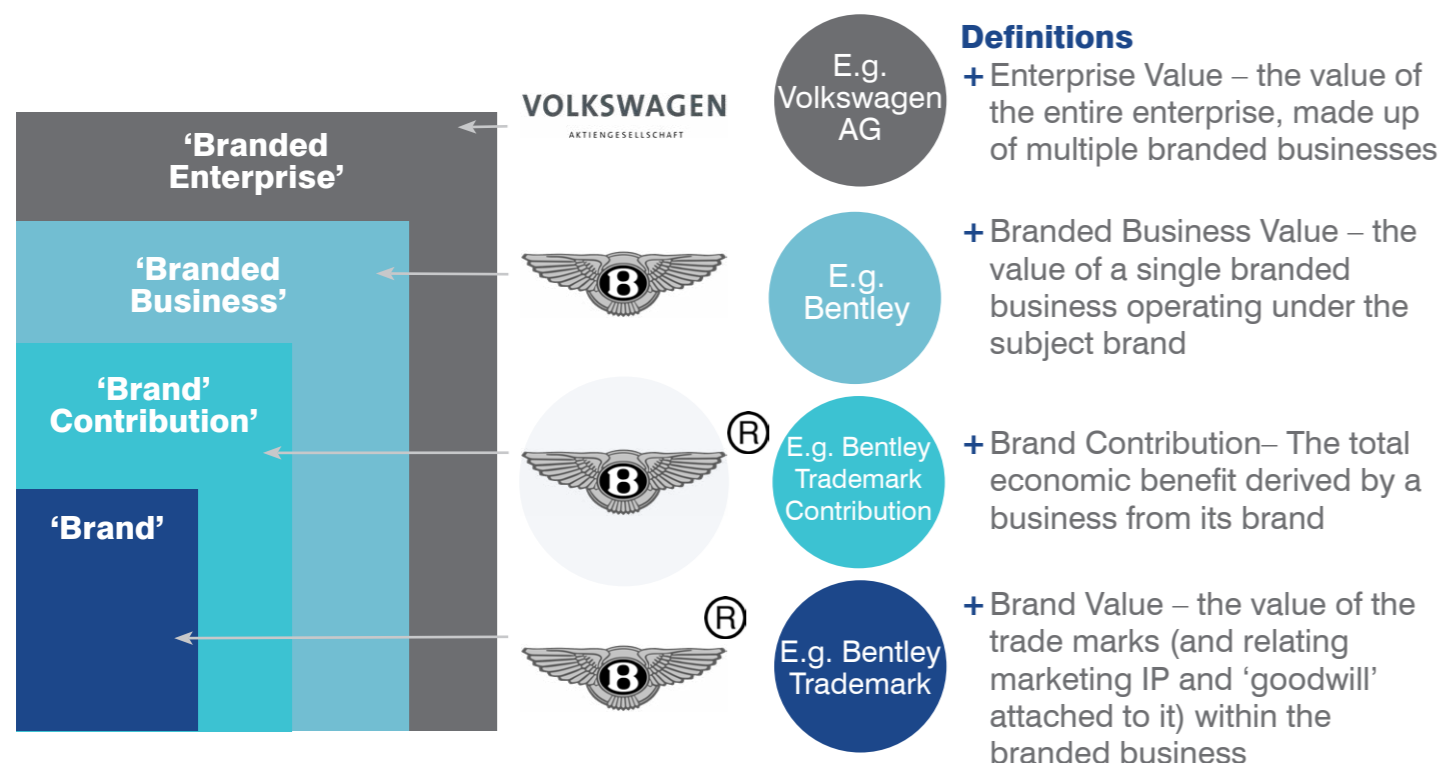 ‘Branded
Enterprise’
‘Branded
Business’
‘Brand’
Contribution’
‘Brand’
VOLKSWAGEN
AKTIENGESELLSCHAFT
B
B
®
B
®
B
E.g.
Volkswagen
AG
E.g.
Bentley
E.g. Bentley
Trademark
Contribution
E.g. Bentley
Trademark
Definitions
+ Enterprise Value – the value of
the entire enterprise, made up
of multiple branded businesses
+ Branded Business Value – the
value of a single branded
business operating under the
subject brand
+ Brand Contribution– The total
economic benefit derived by a
business from its brand
+ Brand Value – the value of the
trade marks (and relating
marketing IP and ‘goodwill’
attached to it) within the
branded business